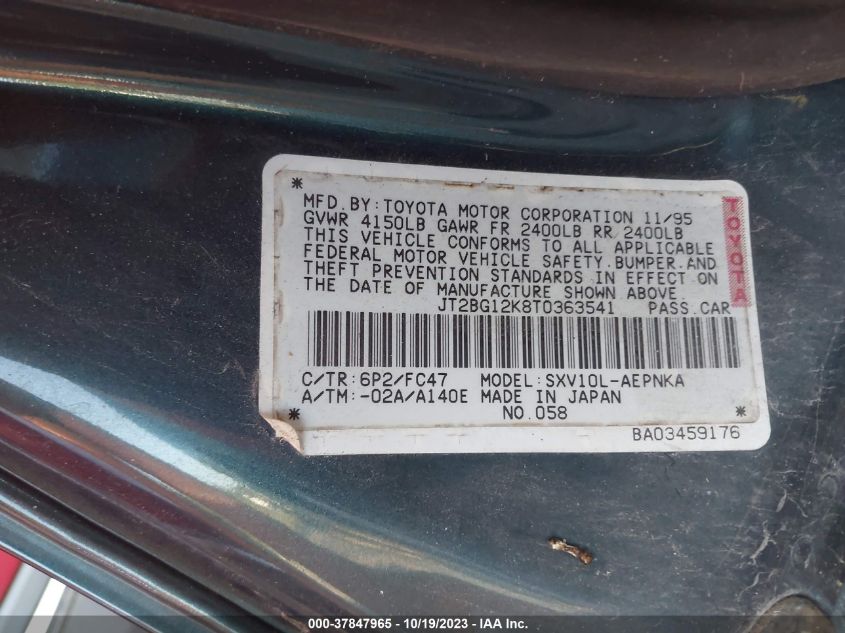 * MFD.BY:TOYOTA MOTOR CORPORATION 11/95
GVWR 4150LB GAWR FR 2400LB RR 2400LB
THIS VEHICLE CONFORMS TO ALL APPLICABLE
FEDERAL MOTOR VEHICLE SAFETY.BUMPER.AND
THEFT PREVENTION STANDARDS IN EFFECT ON
THE DATE OF MANUFACTURE SHOWN ABOVE.
JT2BG12K8T0363541 PASS.CAR
TOYOTA
C/TR:6P2/FC47 MODEL:SXV10L-AEPNKA
A/TM:-02A/A140E MADE IN JAPAN
* NO.058 *
BA03459176
000-37847965 - 10/19/2023 - IAA Inc.